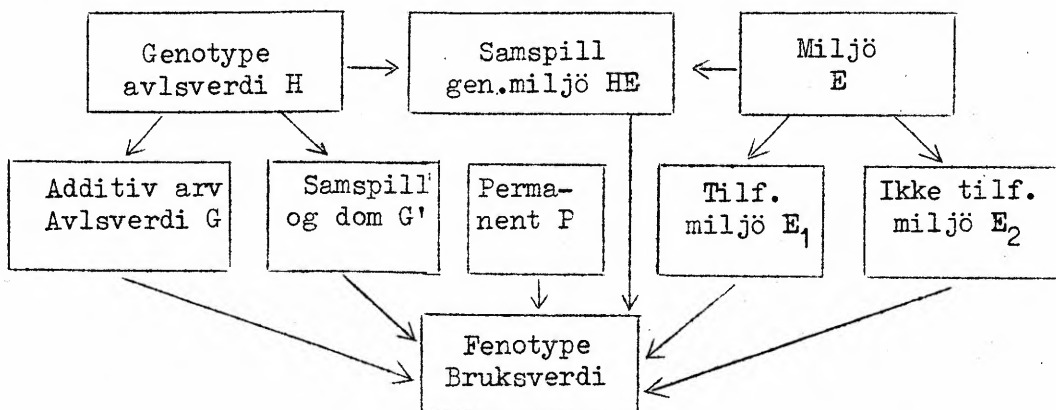 Genotype
avlsverdi H
Samspill
gen.miljö HE
Miljö
E
Additiv arv
Avlsverdi G
Samspill
og dom G'
Perma-
nent P
Tilf.
miljö E₁
Ikke tilf.
miljö E₂
Fenotype
Bruksverdi